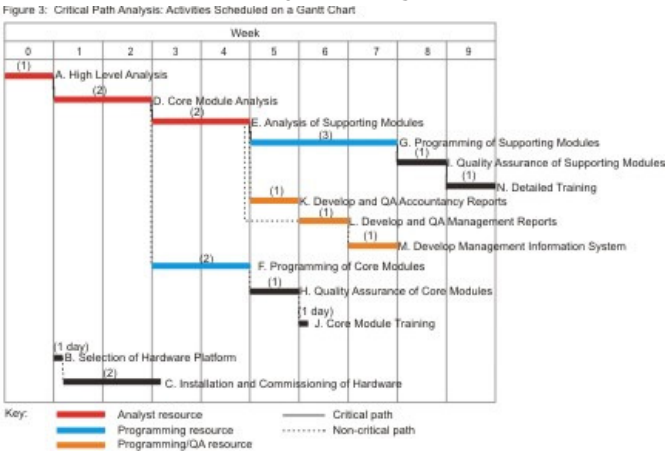 Figure 3: Critical Path Analysis: Activities Scheduled on a Gantt Chart
Week
0 1 2 3 4 5 6 7 8 9
(1)
A. High Level Analysis
(2)
D. Core Module Analysis
(2)
E. Analysis of Supporting Modules
(3)
G. Programming of Supporting Modules
(1)
I. Quality Assurance of Supporting Modules
(1)
N. Detailed Training
(1)
K. Develop and QA Accountancy Reports
(1)
L. Develop and QA Management Reports
(1)
M. Develop Management Information System
(2)
F. Programming of Core Modules
(1)
H. Quality Assurance of Core Modules
(1 day)
J. Core Module Training
(1 day)
B. Selection of Hardware Platform
(2)
C. Installation and Commissioning of Hardware
Key:
Analyst resource
Critical path
Programming resource
Non-critical path
Programming/QA resource